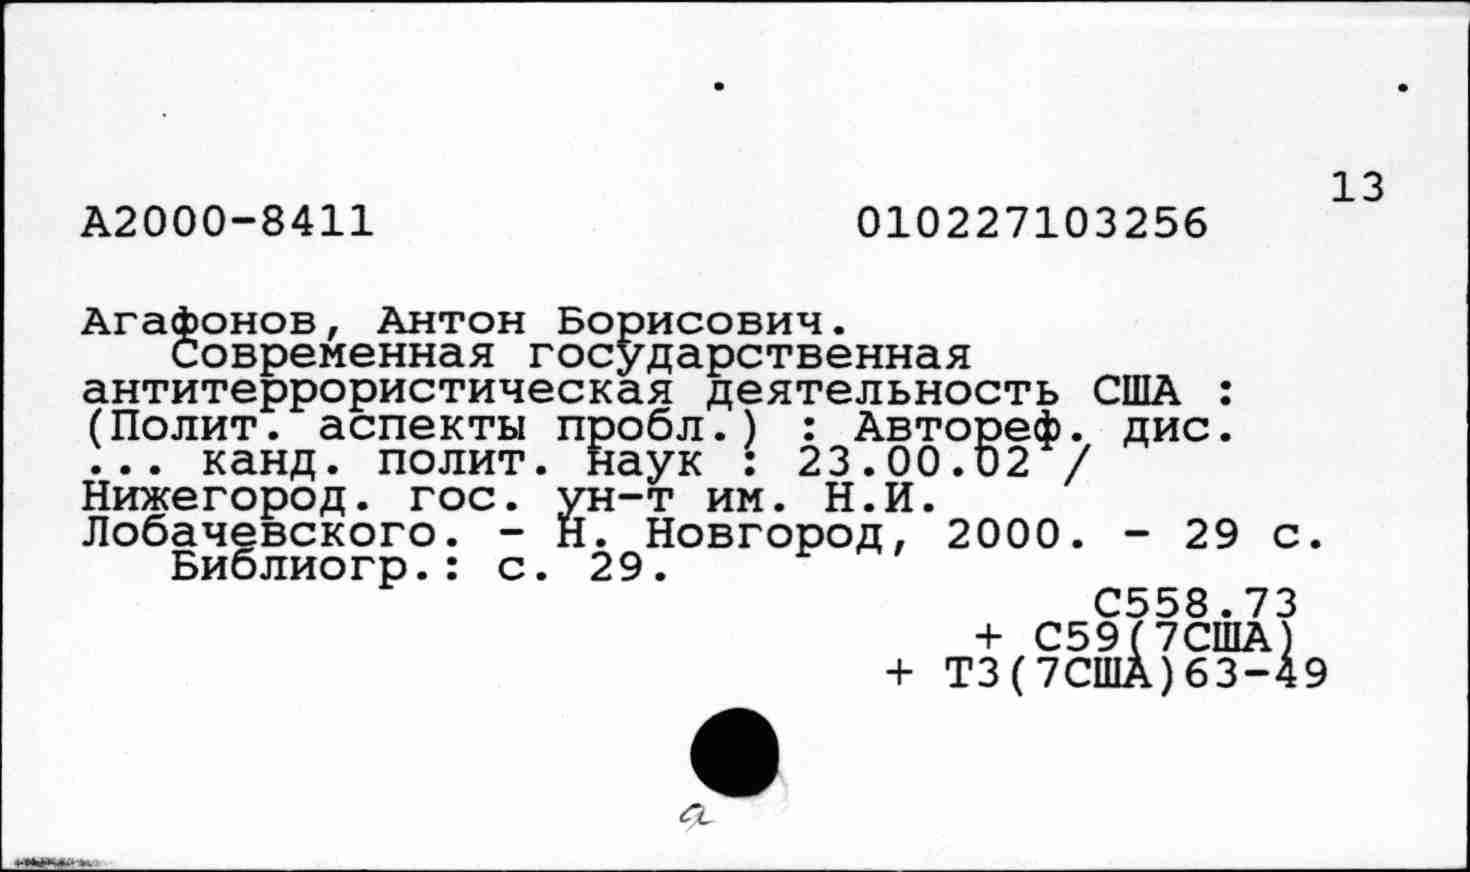 13
А2000-8411 010227103256
Агафонов, Антон Борисович.
Современная государственная
антитеррористическая деятельность США :
(Полит. аспекты пробл.) : Автореф. дис.
... канд. полит. наук : 23.00.02 /
Нижегород. гос. ун-т им. Н.И.
Лобачевского. - Н. Новгород, 2000. - 29 с.
Библиогр.: с. 29.
С558.73
+ С59(7США)
+ Т3(7США)63-49